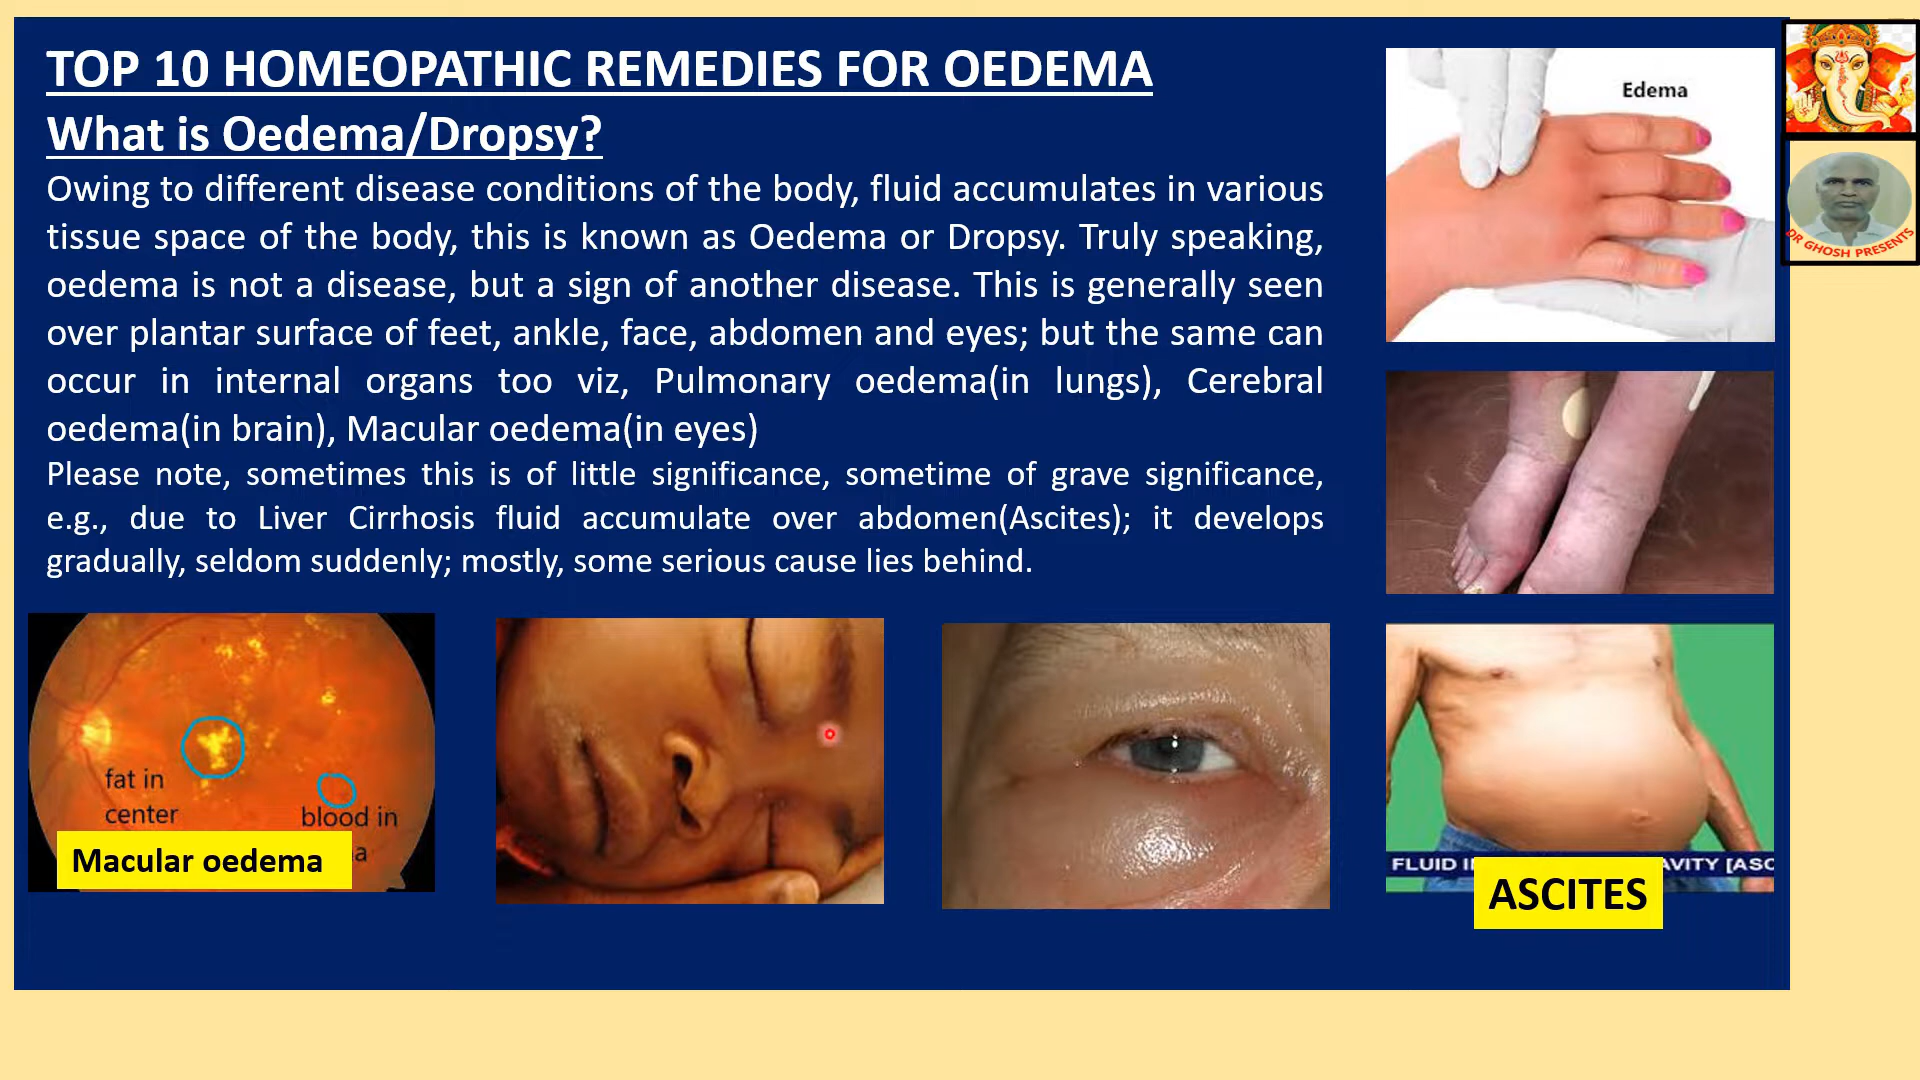 TOP 10 HOMEOPATHIC REMEDIES FOR OEDEMA
What is Oedema/Dropsy?
Owing to different disease conditions of the body, fluid accumulates in various
tissue space of the body, this is known as Oedema or Dropsy. Truly speaking,
oedema is not a disease, but a sign of another disease. This is generally seen
over plantar surface of feet, ankle, face, abdomen and eyes; but the same can
occur in internal organs too viz, Pulmonary oedema(in lungs), Cerebral
oedema(in brain), Macular oedema(in eyes)
Please note, sometimes this is of little significance, sometime of grave significance,
e.g., due to Liver Cirrhosis fluid accumulate over abdomen(Ascites); it develops
gradually, seldom suddenly; mostly, some serious cause lies behind.
Edema
DR GHOSH PRESENTS
fat in
center
blood in
Macular oedema
FLUID
ASCITES